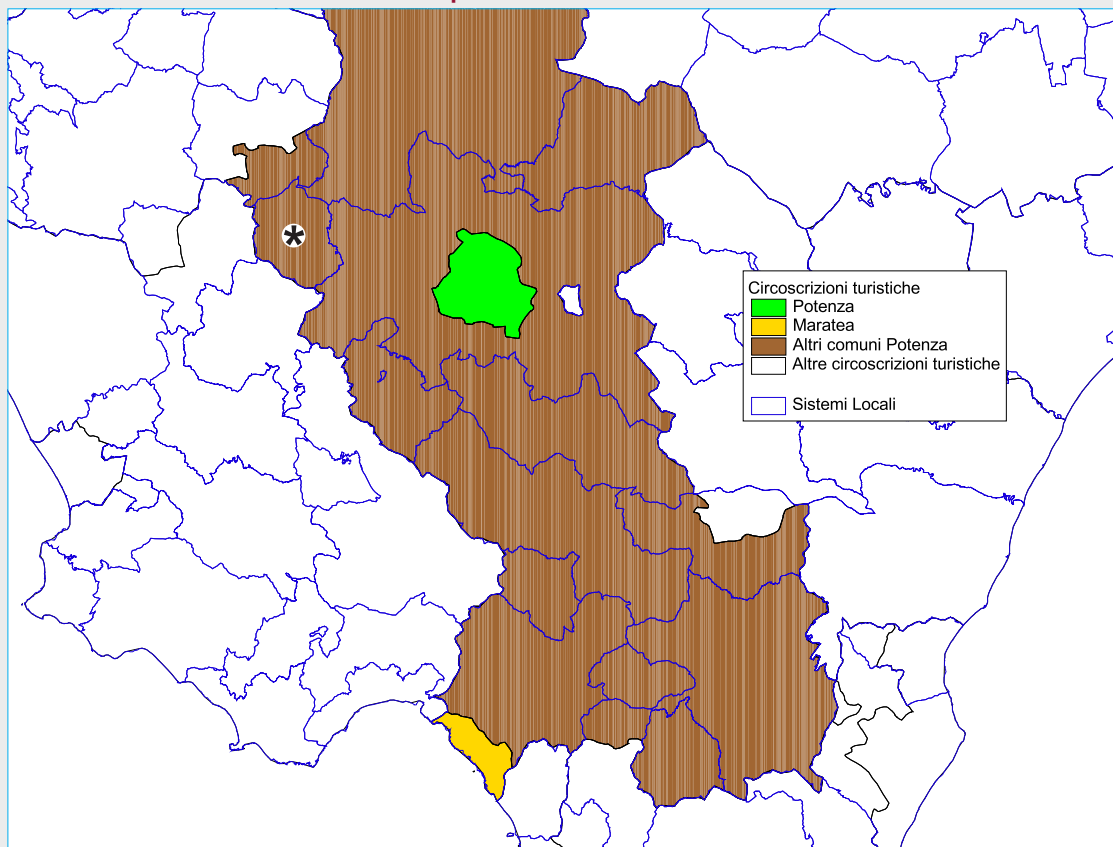 Circoscrizioni turistiche
Potenza
Maratea
Altri comuni Potenza
Altre circoscrizioni turistiche
Sistemi Locali
*